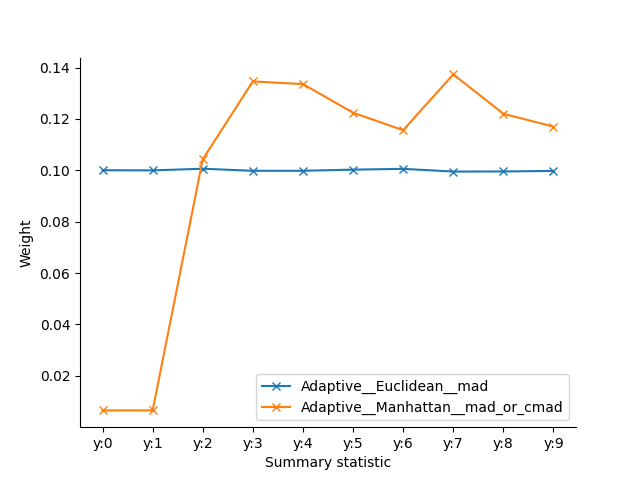 0.14
0.12
0.10
0.08
0.06
0.04
0.02
Weight
Adaptive__Euclidean__mad
Adaptive__Manhattan__mad_or_cmad
y:0 y:1 y:2 y:3 y:4 y:5 y:6 y:7 y:8 y:9
Summary statistic